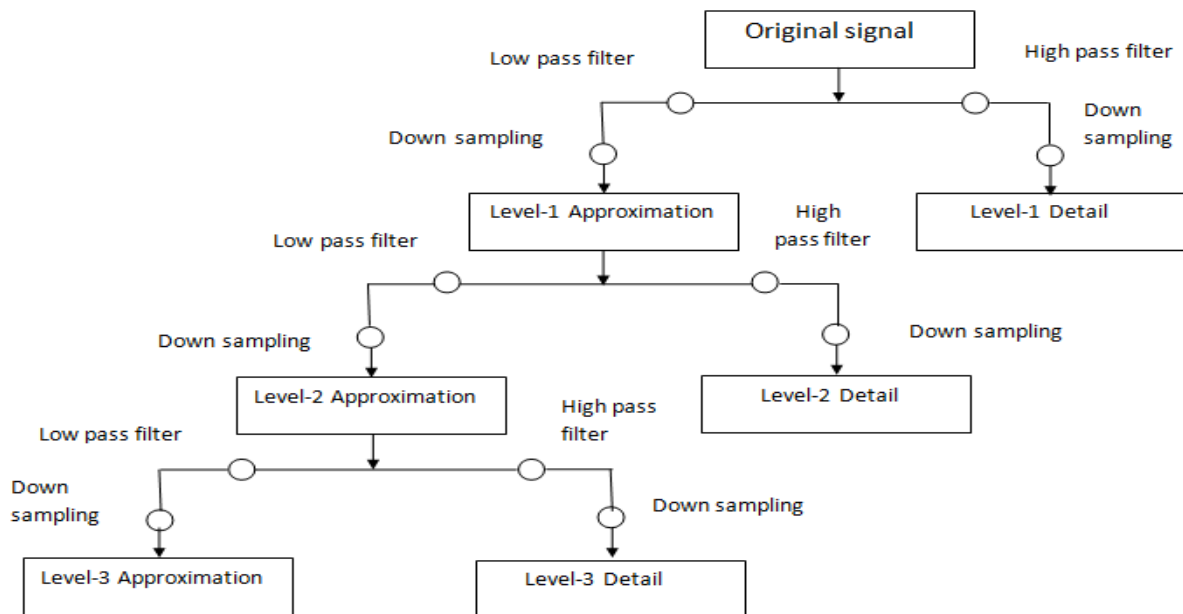 Original signal
Low pass filter
High pass filter
Down sampling
Down
sampling
Level-1 Approximation
High
pass filter
Level-1 Detail
Low pass filter
Down sampling
Down sampling
Level-2 Approximation
Level-2 Detail
Low pass filter
High pass
filter
Down
sampling
Down sampling
Level-3 Approximation
Level-3 Detail